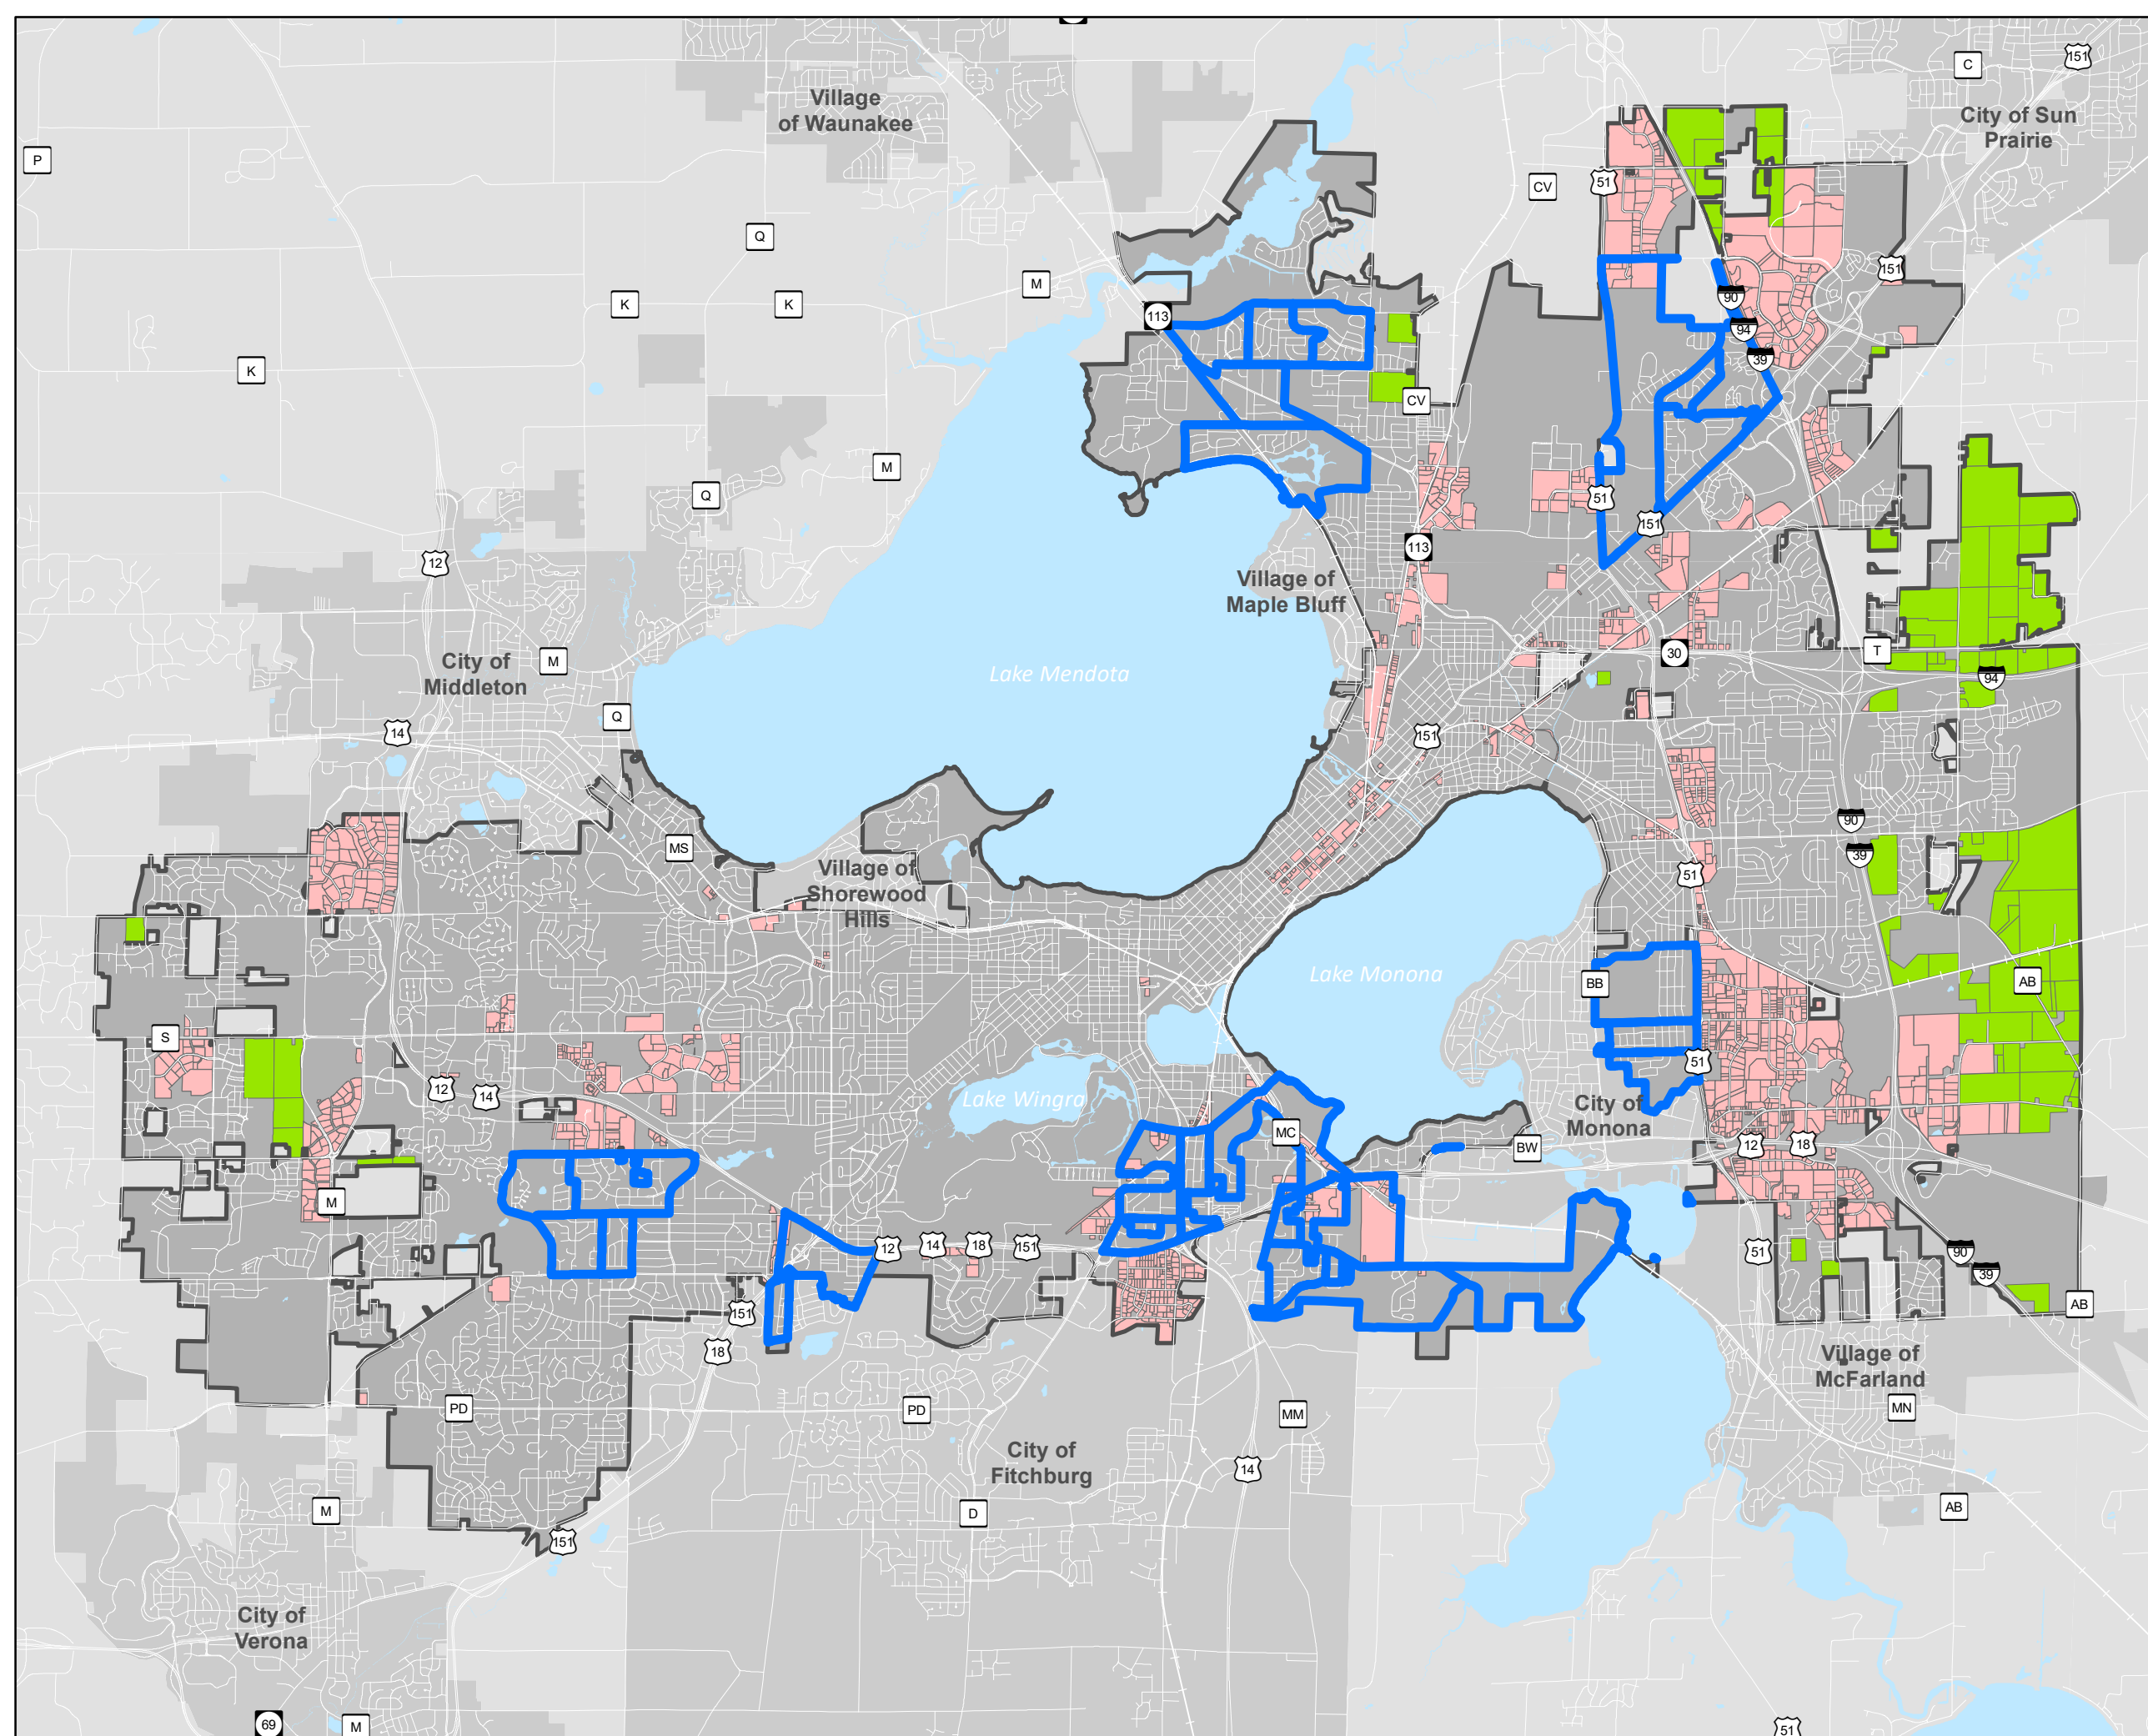 151
C
Village
of Waunakee
City of Sun
Prairie
P
CV
51
Q
151
M
K
K
90
113
94
39
K
CV
M
Q
51
151
113
12
Village of
Maple Bluff
City of
Middleton
M
30
T
Lake Mendota
94
Q
14
151
90
MS
39
Village of
Shorewood
Hills
51
Lake Monona
BB
AB
S
51
12
14
Lake Wingra
City of
Monona
MC
BW
12
18
M
12
14
18
151
51
90
39
151
AB
18
Village of
McFarland
PD
PD
MM
MN
City of
Fitchburg
14
M
D
AB
151
City of
Verona
69
M
51